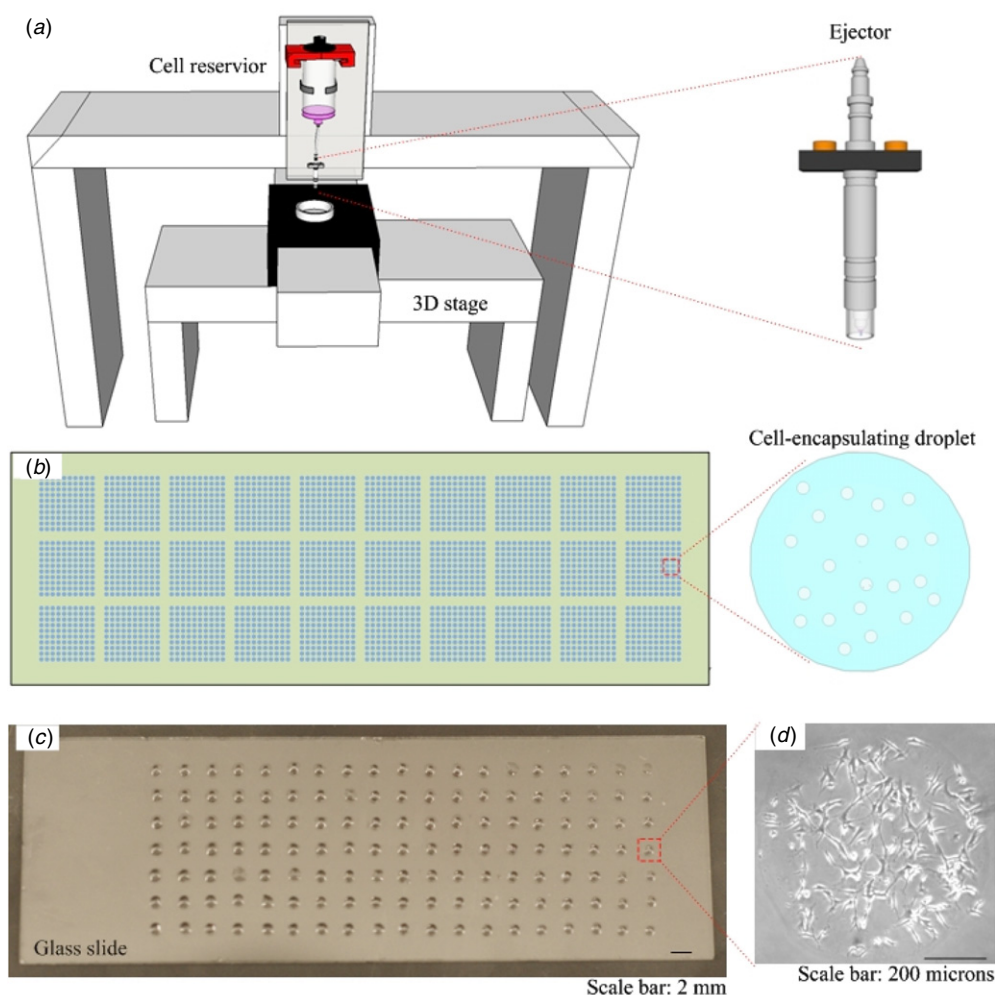 (a)
Cell reservior
Ejector
3D stage
(b)
Cell-encapsulating droplet
(c)
(d)
Glass slide
Scale bar: 2 mm
Scale bar: 200 microns